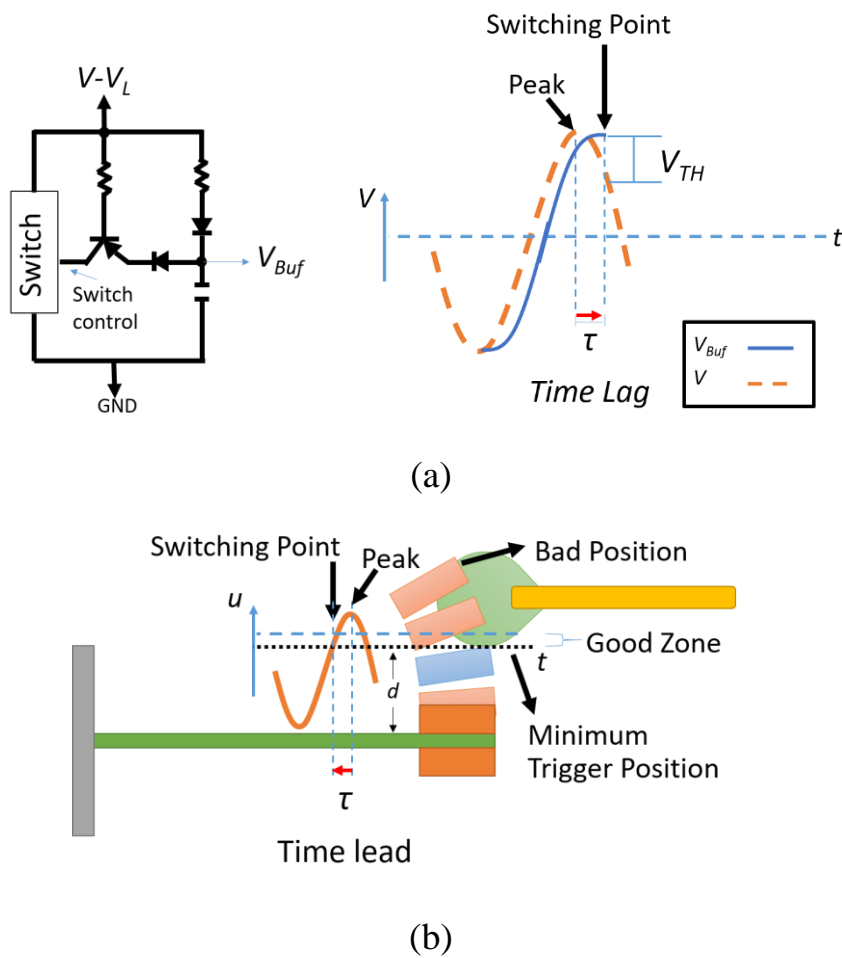 Switching Point
V-V_L
Peak
V_TH
V
t
Switch
V_Buf
Switch
control
τ
GND
Time Lag
V_Buf
V
(a)
Switching Point
Peak
Bad Position
u
Good Zone
t
d
Minimum
Trigger Position
τ
Time lead
(b)